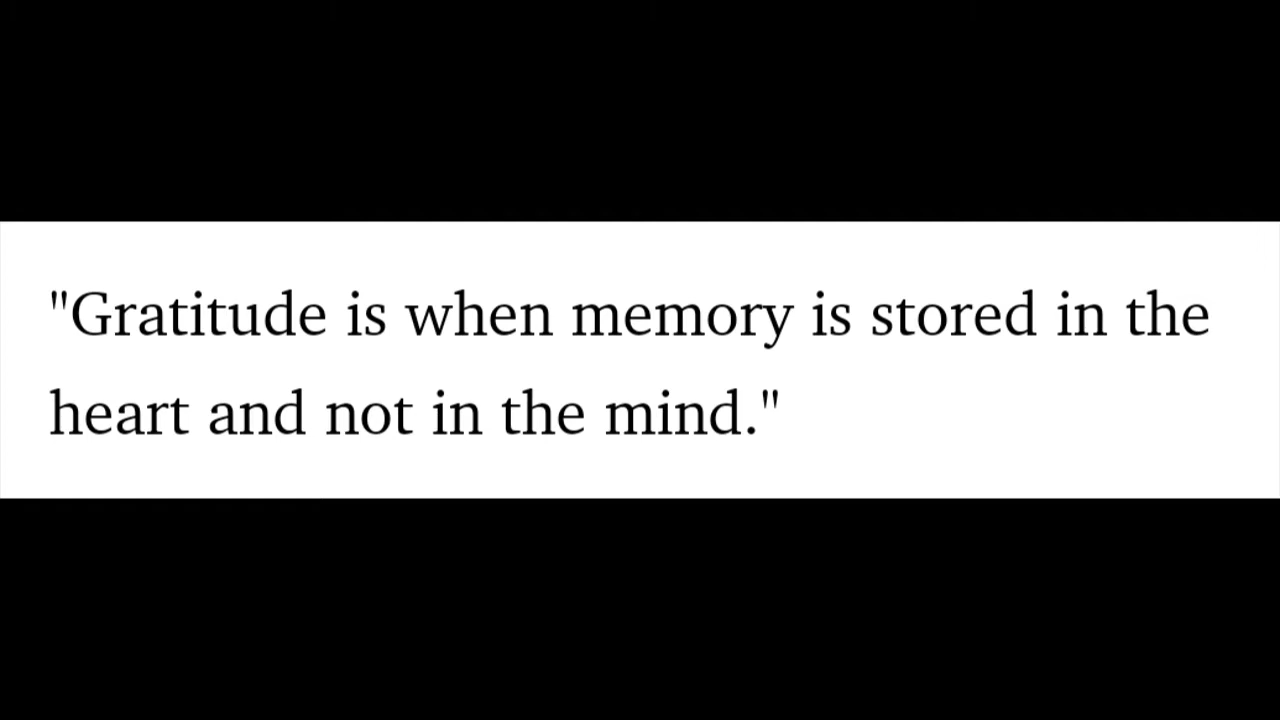 "Gratitude is when memory is stored in the
heart and not in the mind."